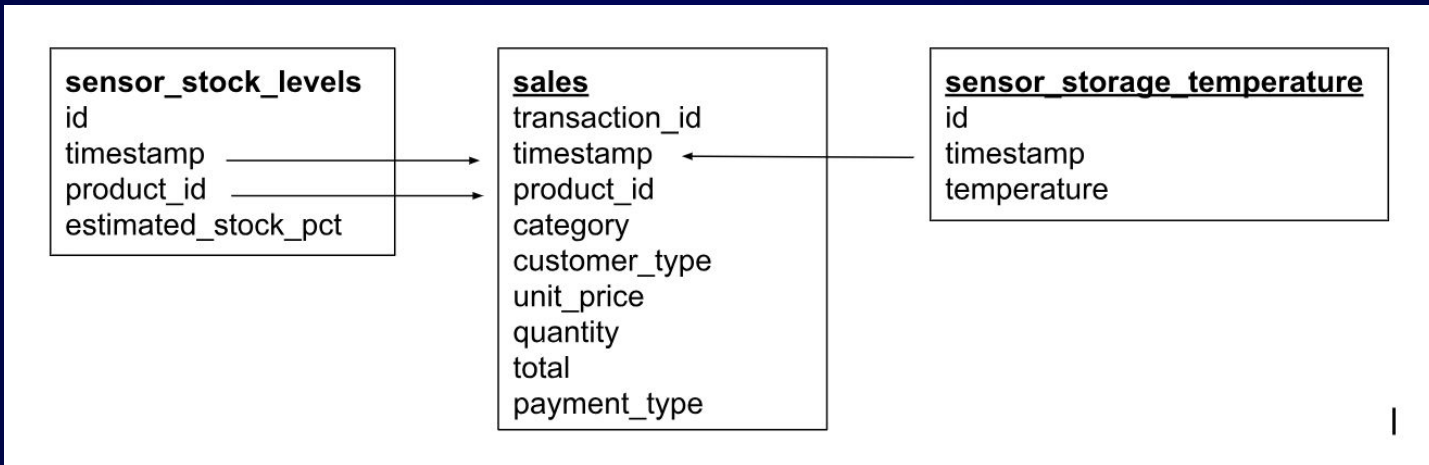 sensor_stock_levels
id
timestamp
product_id
estimated_stock_pct
sales
transaction_id
timestamp
product_id
category
customer_type
unit_price
quantity
total
payment_type
sensor_storage_temperature
id
timestamp
temperature